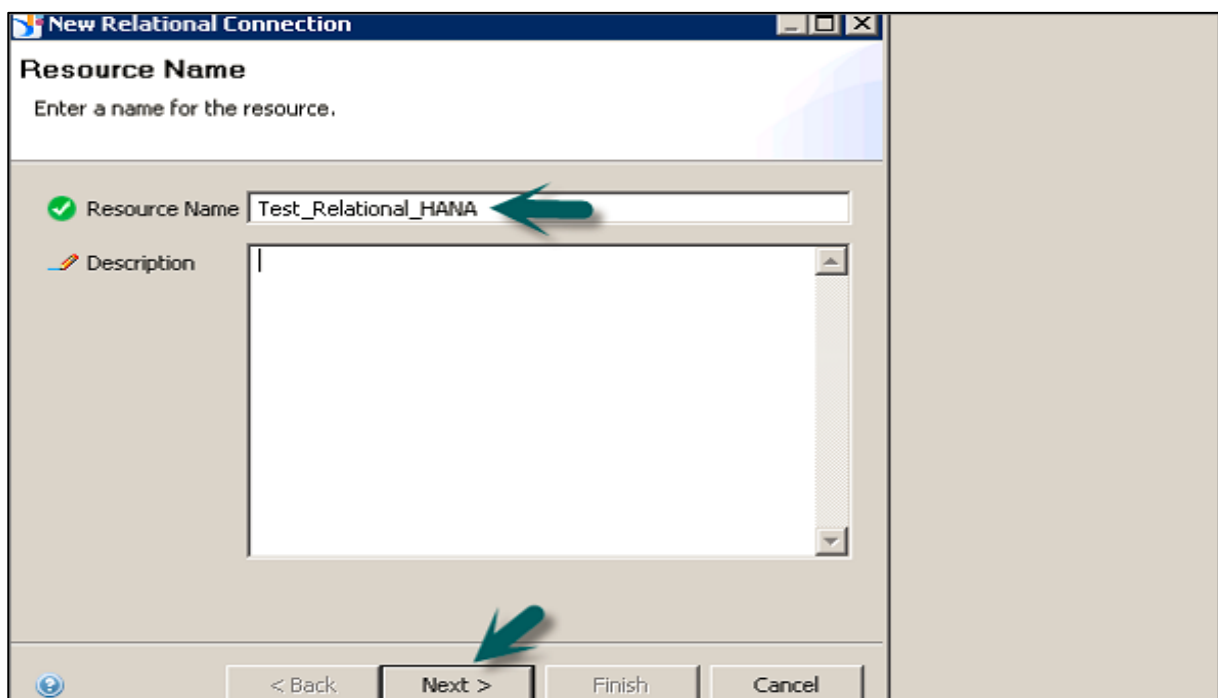 New Relational Connection
Resource Name
Enter a name for the resource.
Resource Name Test_Relational_HANA
Description
< Back Next > Finish Cancel